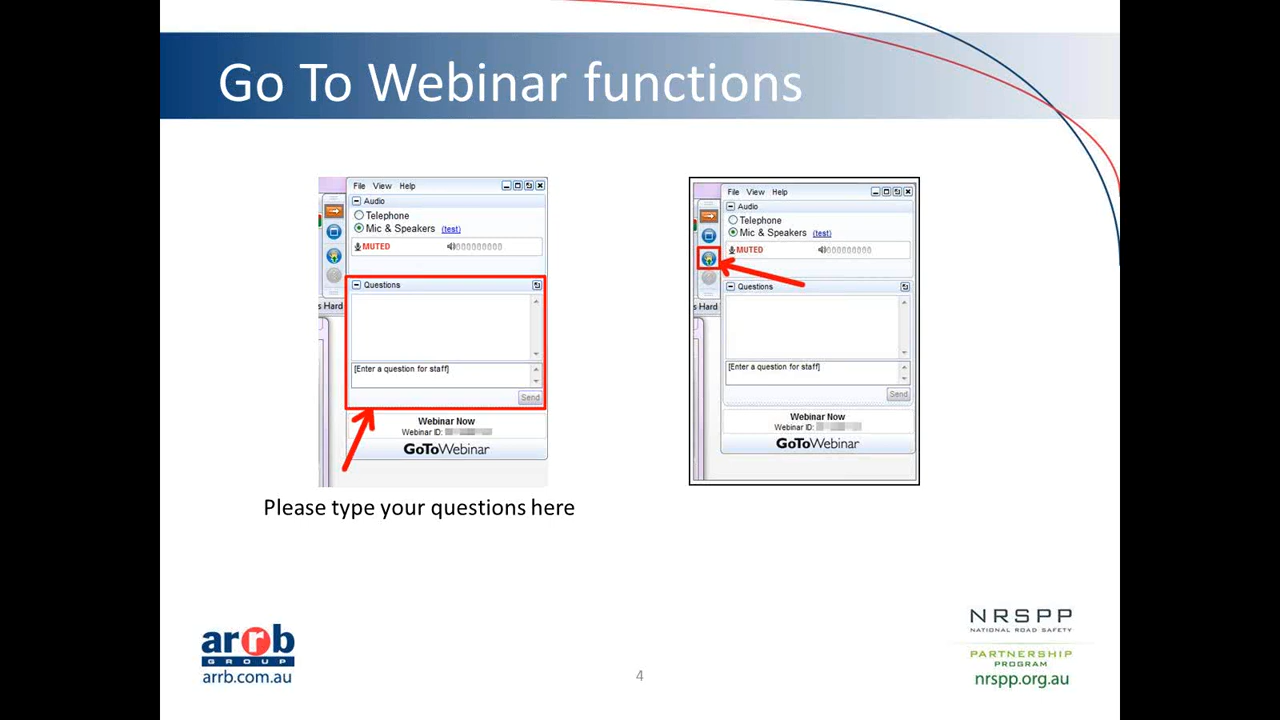 Go To Webinar functions
File View Help
Audio
Telephone
Mic & Speakers (test)
MUTED
Questions
s Hard
[Enter a question for staff]
Send
Webinar Now
Webinar ID:
GoToWebinar
Please type your questions here
File View Help
Audio
Telephone
Mic & Speakers (test)
MUTED
Questions
s Hard
[Enter a question for staff]
Send
Webinar Now
Webinar ID:
GoToWebinar
arrb
GROUP
arrb.com.au
4
NRSPP
NATIONAL ROAD SAFETY
PARTNERSHIP
PROGRAM
nrspp.org.au